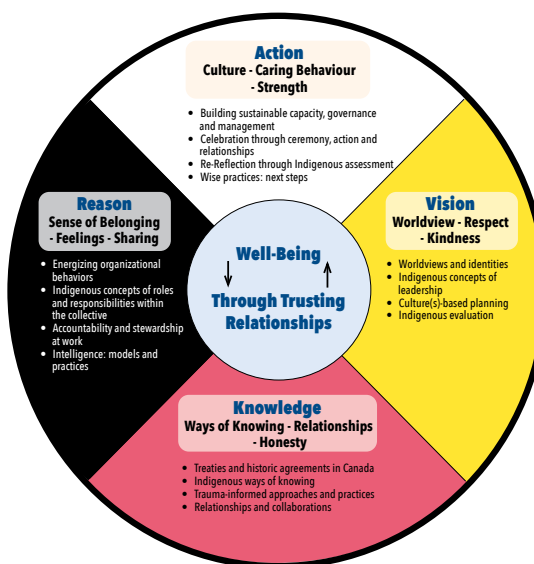 Action
Culture - Caring Behaviour
- Strength
• Building sustainable capacity, governance
and management
• Celebration through ceremony, action and
relationships
• Re-Reflection through Indigenous assessment
• Wise practices: next steps
Reason
Sense of Belonging
- Feelings - Sharing
• Energizing organizational
behaviors
• Indigenous concepts of roles
and responsibilities within
the collective
• Accountability and stewardship
at work
• Intelligence: models and
practices
Well-Being
Through Trusting
Relationships
Vision
Worldview - Respect
- Kindness
• Worldviews and identities
• Indigenous concepts of
leadership
• Culture(s)-based planning
• Indigenous evaluation
Knowledge
Ways of Knowing - Relationships
- Honesty
• Treaties and historic agreements in Canada
• Indigenous ways of knowing
• Trauma-informed approaches and practices
• Relationships and collaborations